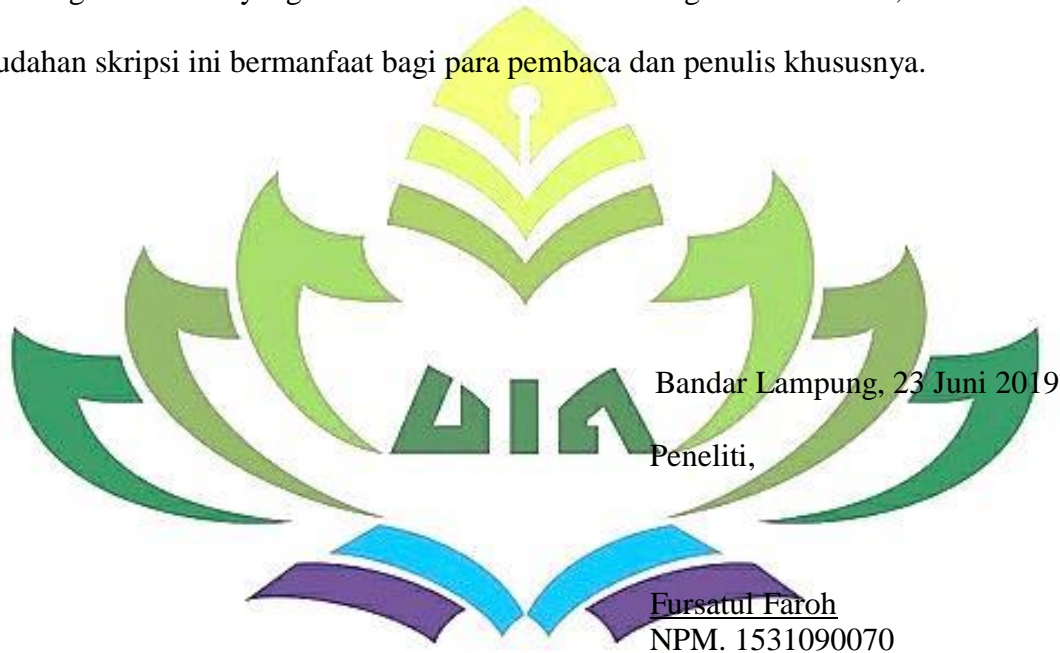 udahan skripsi ini bermanfaat bagi para pembaca dan penulis khususnya.
Bandar Lampung, 23 Juni 2019
Peneliti,
Fursatul Faroh
NPM. 1531090070